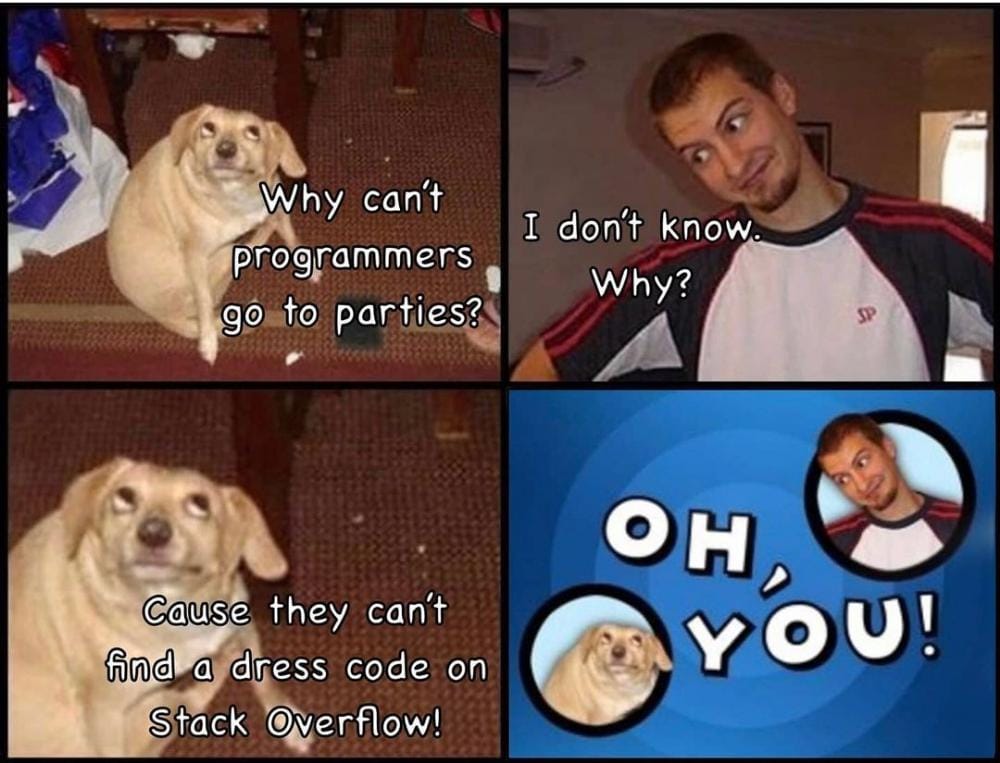 Why can't
programmers
go to parties?
I don't know.
Why?
SP
Cause they can't
find a dress code on
Stack Overflow!
OH,
YOU!